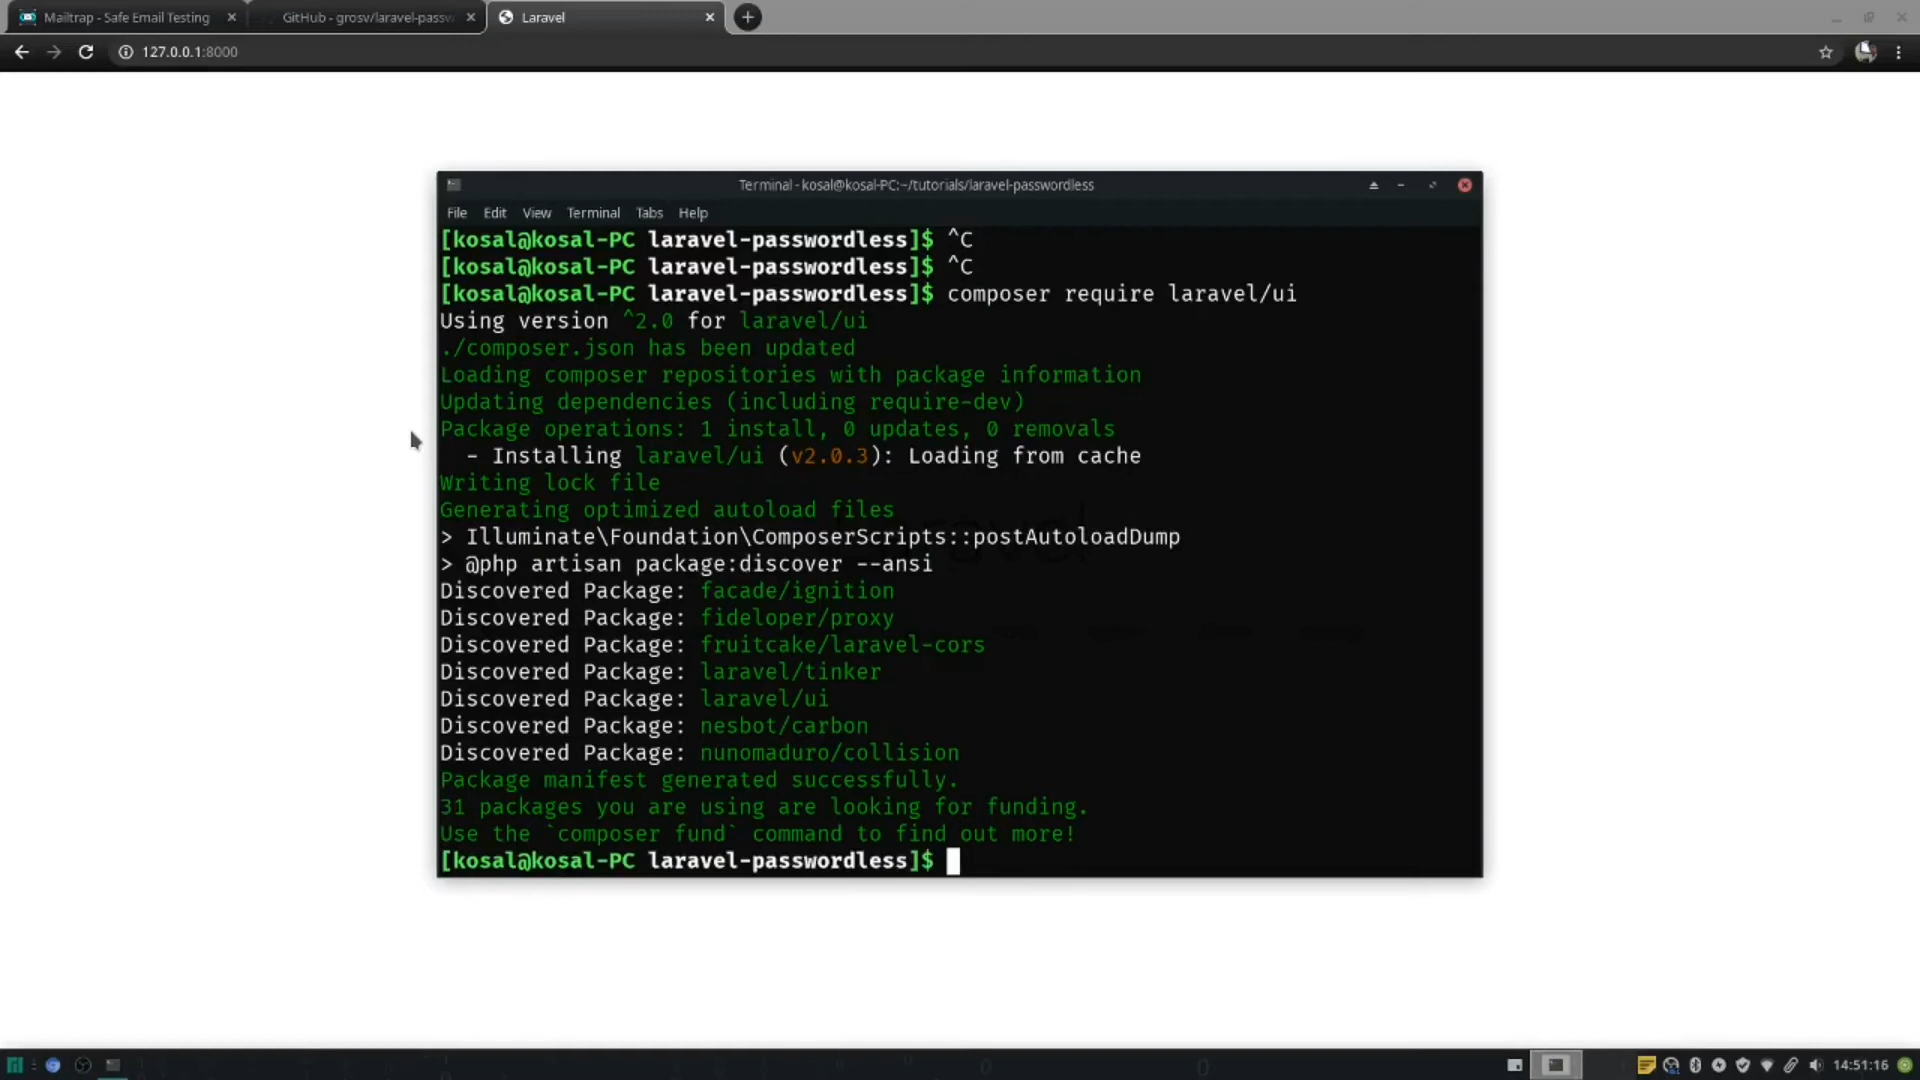 Mailtrap - Safe Email Testing
GitHub - grosv/laravel-passw
Laravel
127.0.0.1:8000
Terminal - kosal@kosal-PC:~/tutorials/laravel-passwordless
File Edit View Terminal Tabs Help
[kosal@kosal-PC laravel-passwordless]$ ^C
[kosal@kosal-PC laravel-passwordless]$ ^C
[kosal@kosal-PC laravel-passwordless]$ composer require laravel/ui
Using version ^2.0 for laravel/ui
./composer.json has been updated
Loading composer repositories with package information
Updating dependencies (including require-dev)
Package operations: 1 install, 0 updates, 0 removals
- Installing laravel/ui (v2.0.3): Loading from cache
Writing lock file
Generating optimized autoload files
> Illuminate\Foundation\ComposerScripts::postAutoloadDump
> @php artisan package:discover --ansi
Discovered Package: facade/ignition
Discovered Package: fideloper/proxy
Discovered Package: fruitcake/laravel-cors
Discovered Package: laravel/tinker
Discovered Package: laravel/ui
Discovered Package: nesbot/carbon
Discovered Package: nunomaduro/collision
Package manifest generated successfully.
31 packages you are using are looking for funding.
Use the `composer fund` command to find out more!
[kosal@kosal-PC laravel-passwordless]$
14:51:16